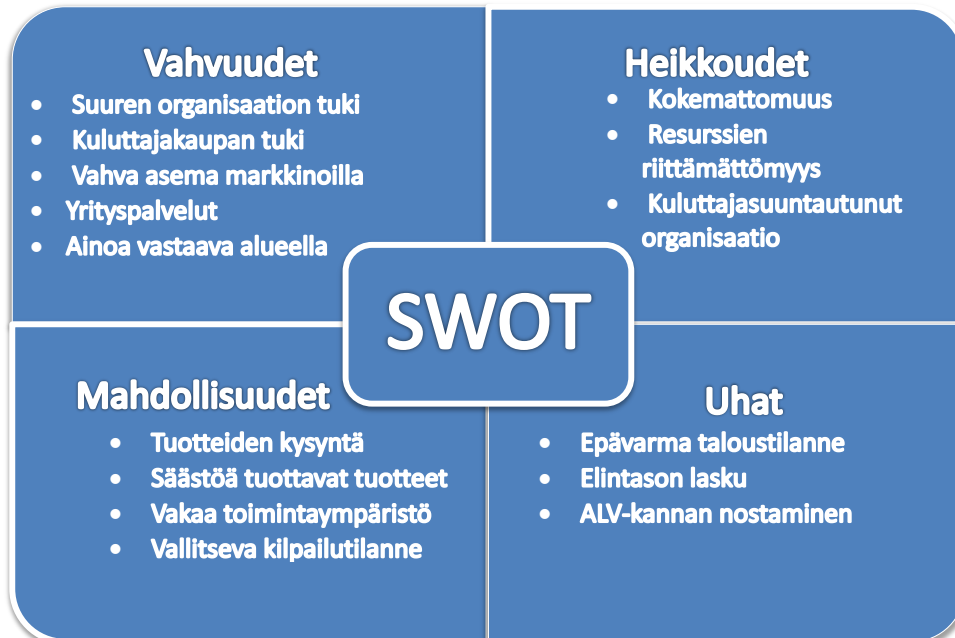 Vahvuudet
• Suuren organisaation tuki
• Kuluttajakaupan tuki
• Vahva asema markkinoilla
• Yrityspalvelut
• Ainoa vastaava alueella
Heikkoudet
• Kokemattomuus
• Resurssien
riittämättömyys
• Kuluttajasuuntautunut
organisaatio
SWOT
Mahdollisuudet
• Tuotteiden kysyntä
• Säästöä tuottavat tuotteet
• Vakaa toimintaympäristö
• Vallitseva kilpailutilanne
Uhat
• Epävarma taloustilanne
• Elintason lasku
• ALV-kannan nostaminen